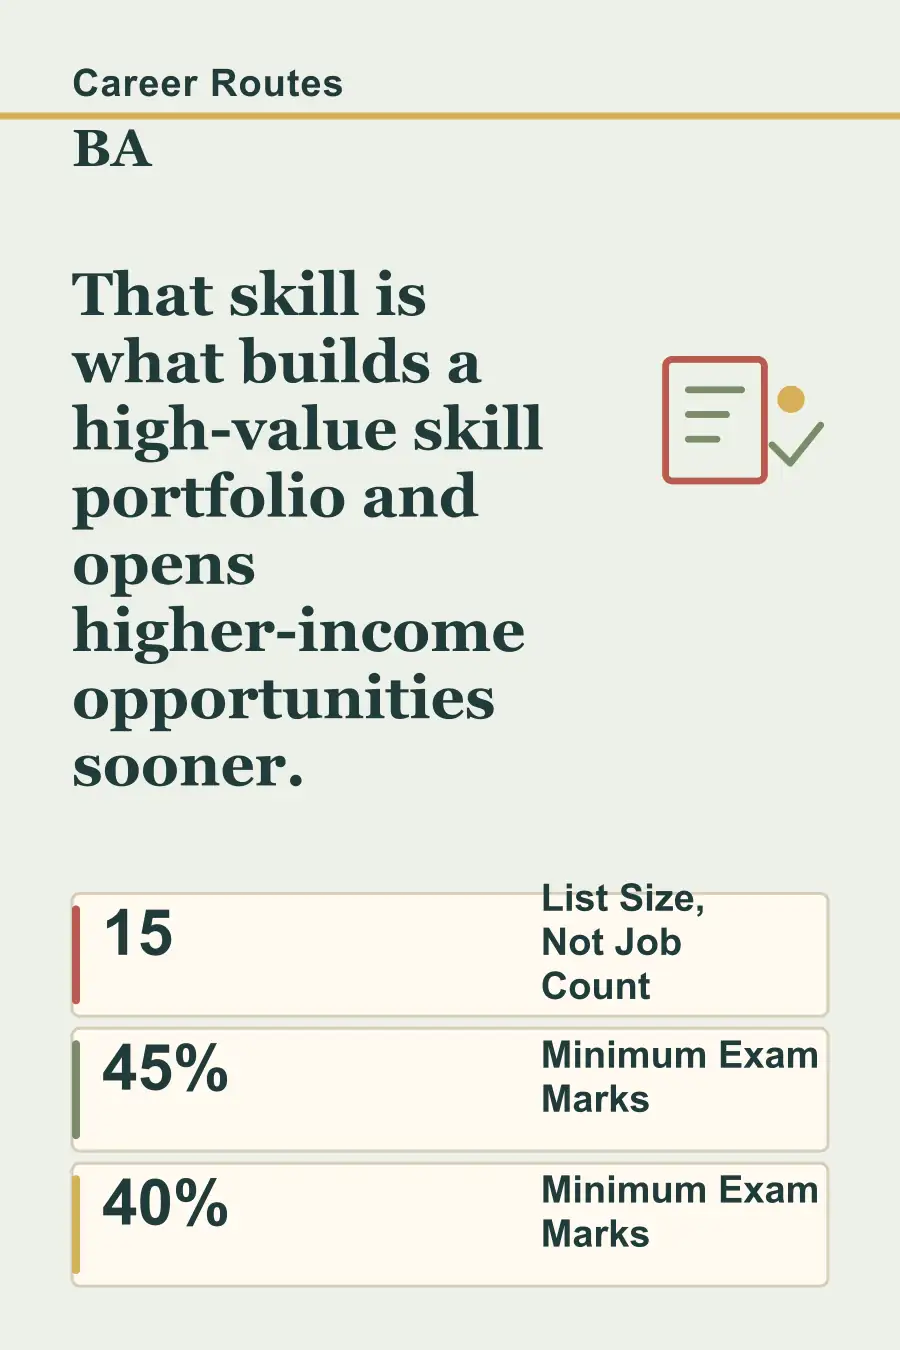 Career Routes
BA
That skill is
what builds a
high-value skill
portfolio and
opens
higher-income
opportunities
sooner.
15
List Size,
Not Job
Count
45%
Minimum Exam
Marks
40%
Minimum Exam
Marks